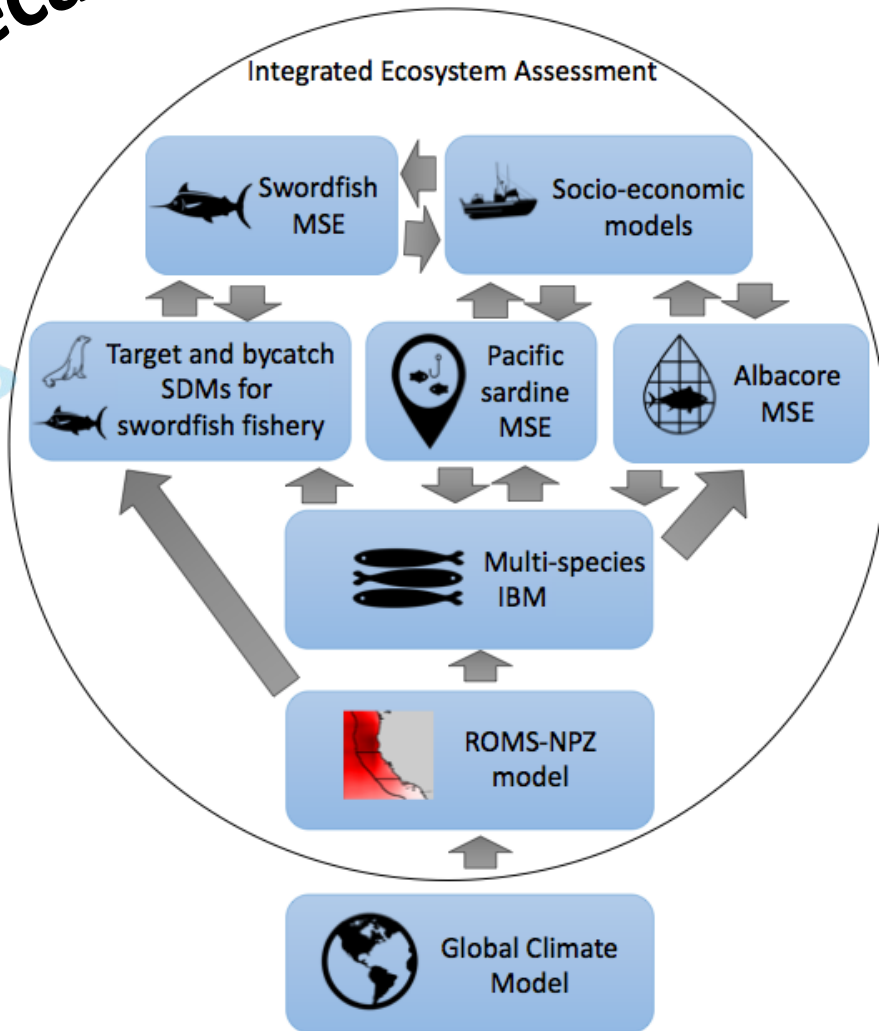 Integrated Ecosystem Assessment
Swordfish
MSE
Socio-economic
models
Target and bycatch
SDMs for
swordfish fishery
Pacific
sardine
MSE
Albacore
MSE
Multi-species
IBM
ROMS-NPZ
model
Global Climate
Model